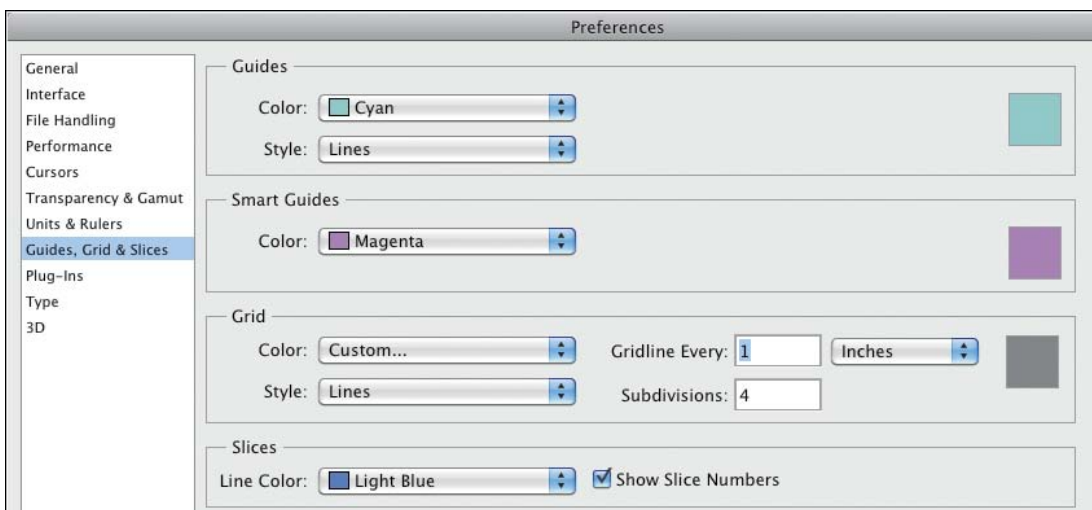 Preferences
General
Interface
File Handling
Performance
Cursors
Transparency & Gamut
Units & Rulers
Guides, Grid & Slices
Plug-Ins
Type
3D
Guides
Color: Cyan
Style: Lines
Smart Guides
Color: Magenta
Grid
Color: Custom... Gridline Every: 1 Inches
Style: Lines Subdivisions: 4
Slices
Line Color: Light Blue Show Slice Numbers